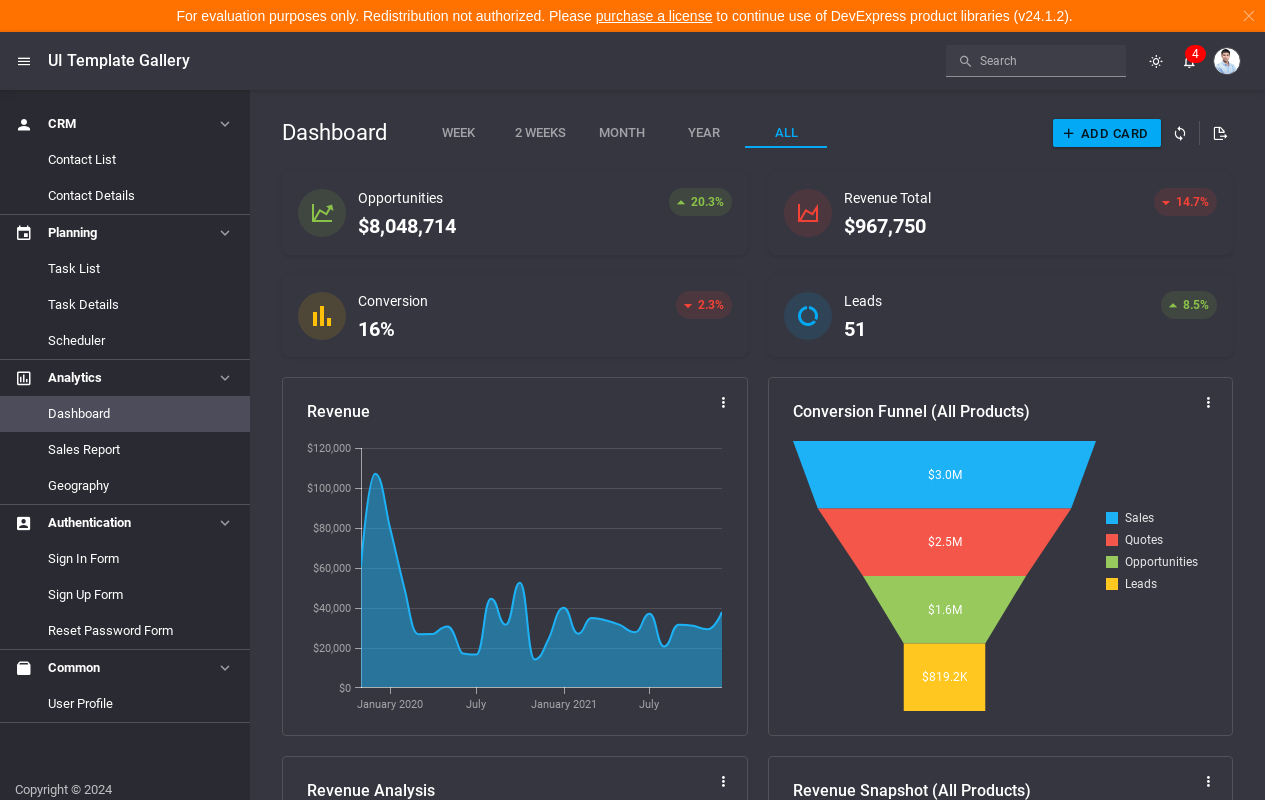 For evaluation purposes only. Redistribution not authorized. Please purchase a license to continue use of DevExpress product libraries (v24.1.2).
UI Template Gallery
Search
4
CRM
Contact List
Contact Details
Planning
Task List
Task Details
Scheduler
Analytics
Dashboard
Sales Report
Geography
Authentication
Sign In Form
Sign Up Form
Reset Password Form
Common
User Profile
Copyright © 2024
Dashboard
WEEK
2 WEEKS
MONTH
YEAR
ALL
ADD CARD
Opportunities
$8,048,714
20.3%
Revenue Total
$967,750
14.7%
Conversion
16%
2.3%
Leads
51
8.5%
Revenue
$120,000
$100,000
$80,000
$60,000
$40,000
$20,000
$0
January 2020
July
January 2021
July
Conversion Funnel (All Products)
$3.0M
$2.5M
$1.6M
$819.2K
Sales
Quotes
Opportunities
Leads
Revenue Analysis
Revenue Snapshot (All Products)